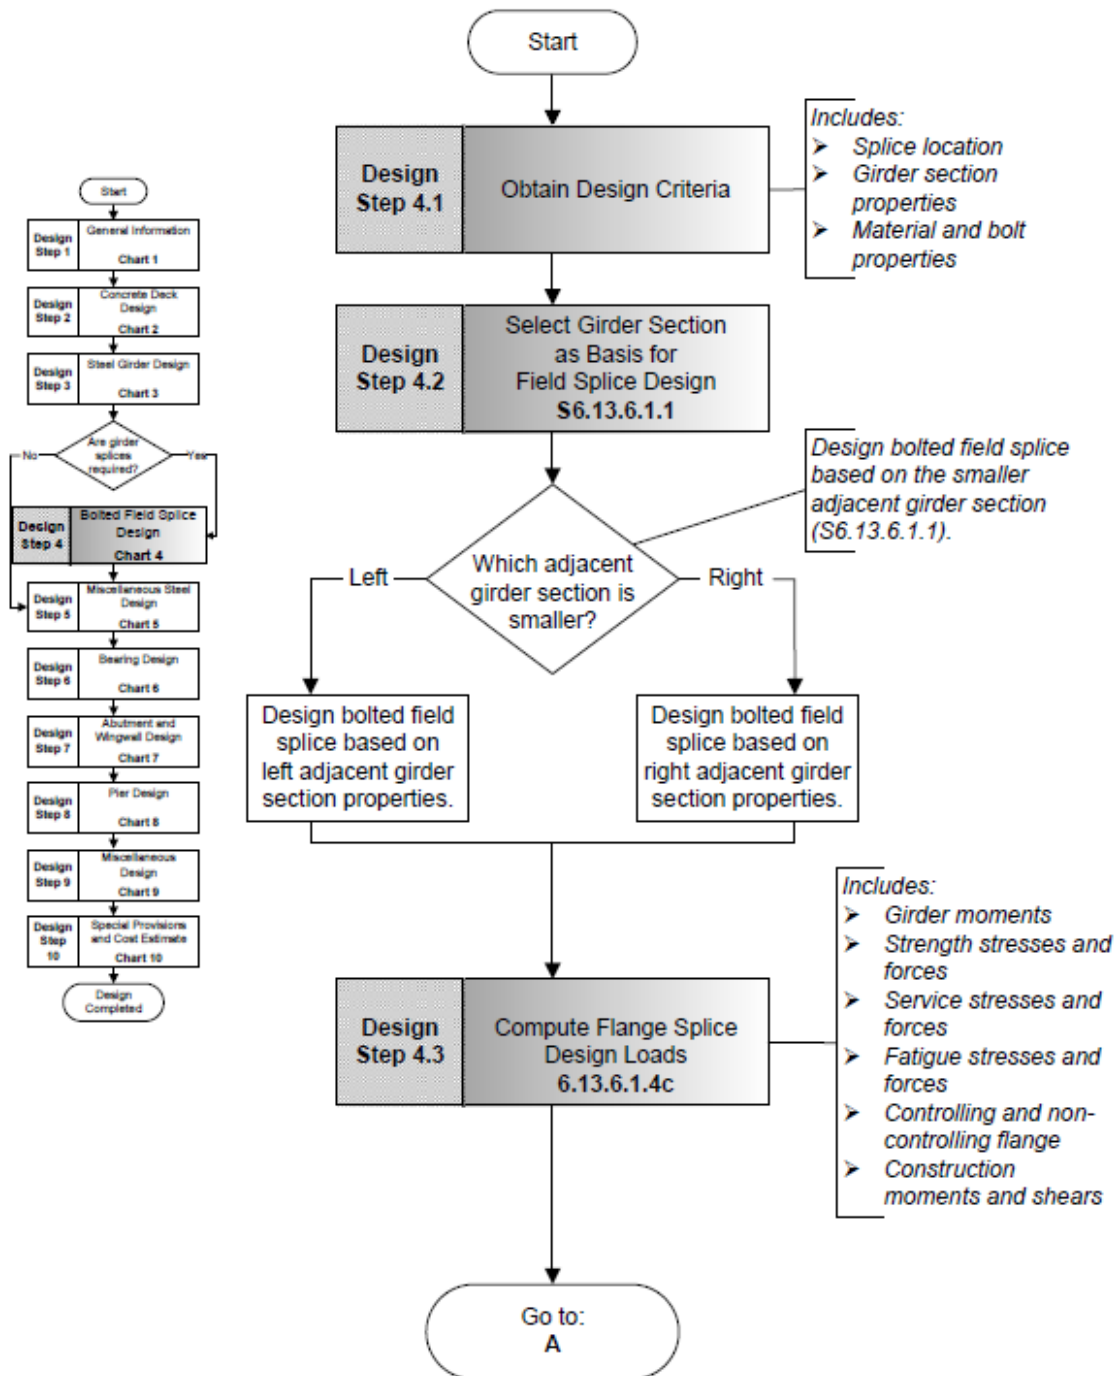 Start
Design
Step 1
General Information
Chart 1
Design
Step 2
Concrete Deck
Design
Chart 2
Design
Step 3
Steel Girder Design
Chart 3
Are girder
splices
required?
No
Yes
Design
Step 4
Bolted Field Splice
Design
Chart 4
Design
Step 5
Miscellaneous Steel
Design
Chart 5
Design
Step 6
Bearing Design
Chart 6
Design
Step 7
Abutment and
Wingwall Design
Chart 7
Design
Step 8
Pier Design
Chart 8
Design
Step 9
Miscellaneous
Design
Chart 9
Design
Step
10
Special Provisions
and Cost Estimate
Chart 10
Design
Completed
Start
Design
Step 4.1
Obtain Design Criteria
Includes:
➢ Splice location
➢ Girder section
properties
➢ Material and bolt
properties
Design
Step 4.2
Select Girder Section
as Basis for
Field Splice Design
S6.13.6.1.1
Design bolted field splice
based on the smaller
adjacent girder section
(S6.13.6.1.1).
Which adjacent
girder section is
smaller?
Left
Right
Design bolted field
splice based on
left adjacent girder
section properties.
Design bolted field
splice based on
right adjacent girder
section properties.
Design
Step 4.3
Compute Flange Splice
Design Loads
6.13.6.1.4c
Includes:
➢ Girder moments
➢ Strength stresses and
forces
➢ Service stresses and
forces
➢ Fatigue stresses and
forces
➢ Controlling and non-
controlling flange
➢ Construction
moments and shears
Go to:
A